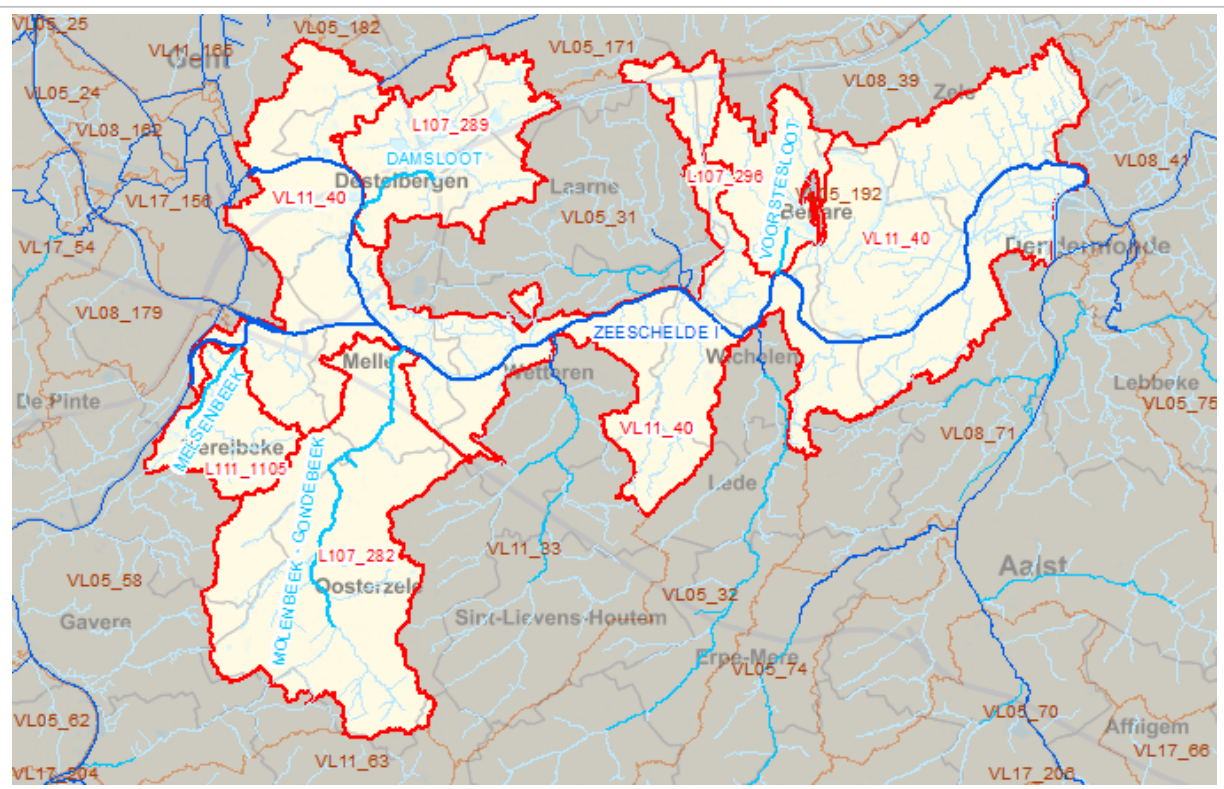 VL05_25
VL05_182
VL11_165
Gent
VL05_171
VL08_39
Zele
VL05_24
VL08_162
L107_289
DAMSLOOT
Destelbergen
VL11_40
VL17_156
Laarne
VL05_31
L107_296
VOORSTESLOOT
Berlare
VL05_192
VL11_40
VL08_41
Dendermonde
VL17_54
VL08_179
ZEESCHELDE I
Melle
Wetteren
Wichelen
De Pinte
MELSENBEEK
Lebbeke
VL05_75
VL11_40
VL08_71
L111_1105
Lede
MOLENBEEK - GONDEBEEK
L107_282
Oosterzele
VL11_33
VL05_58
Gavere
Aalst
VL05_32
Sint-Lievens-Houtem
Erpe-Mere
VL05_74
VL05_62
VL05_70
Affligem
VL17_66
VL17_204
VL11_63
VL17_206